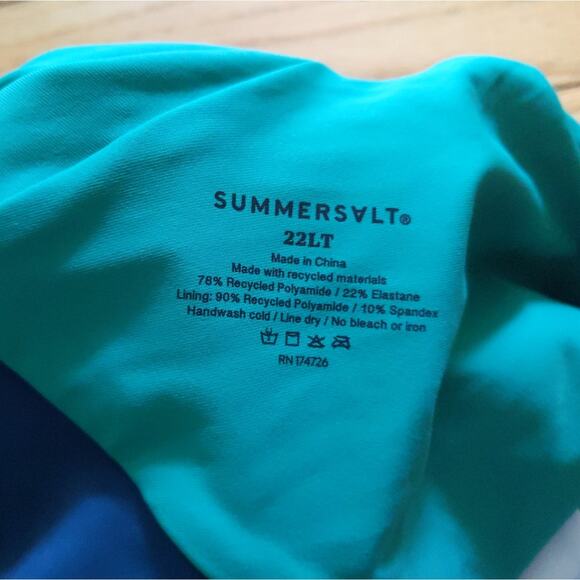 SUMMERSALT®
22LT
Made in China
Made with recycled materials
78% Recycled Polyamide / 22% Elastane
Lining: 90% Recycled Polyamide / 10% Spandex
Handwash cold / Line dry / No bleach or iron
RN 174726